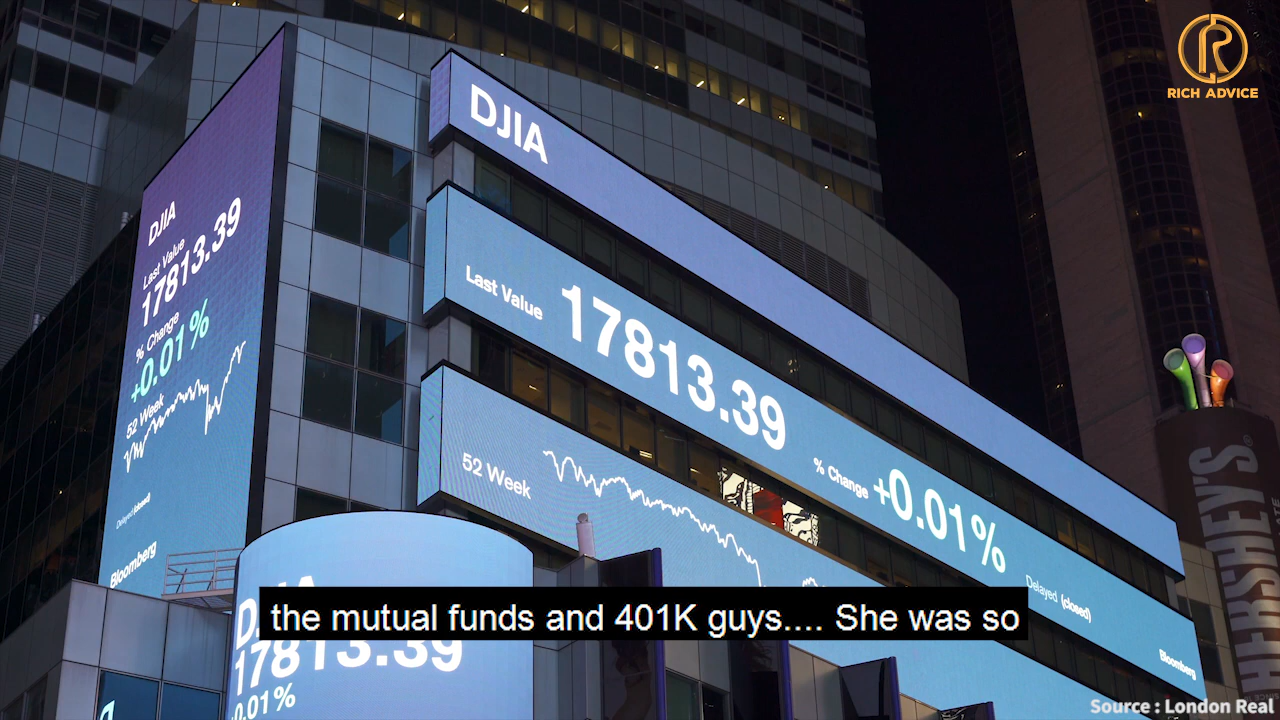 RICH ADVICE
DJIA
Last Value
17813.39
% Change
+0.01%
52 Week
Delayed (closed)
Bloomberg
DJIA
Last Value 17813.39
% Change +0.01%
52 Week
Delayed (closed)
Bloomberg
HERSHEY'S
17813.39
+0.01%
the mutual funds and 401K guys.... She was so
Source : London Real